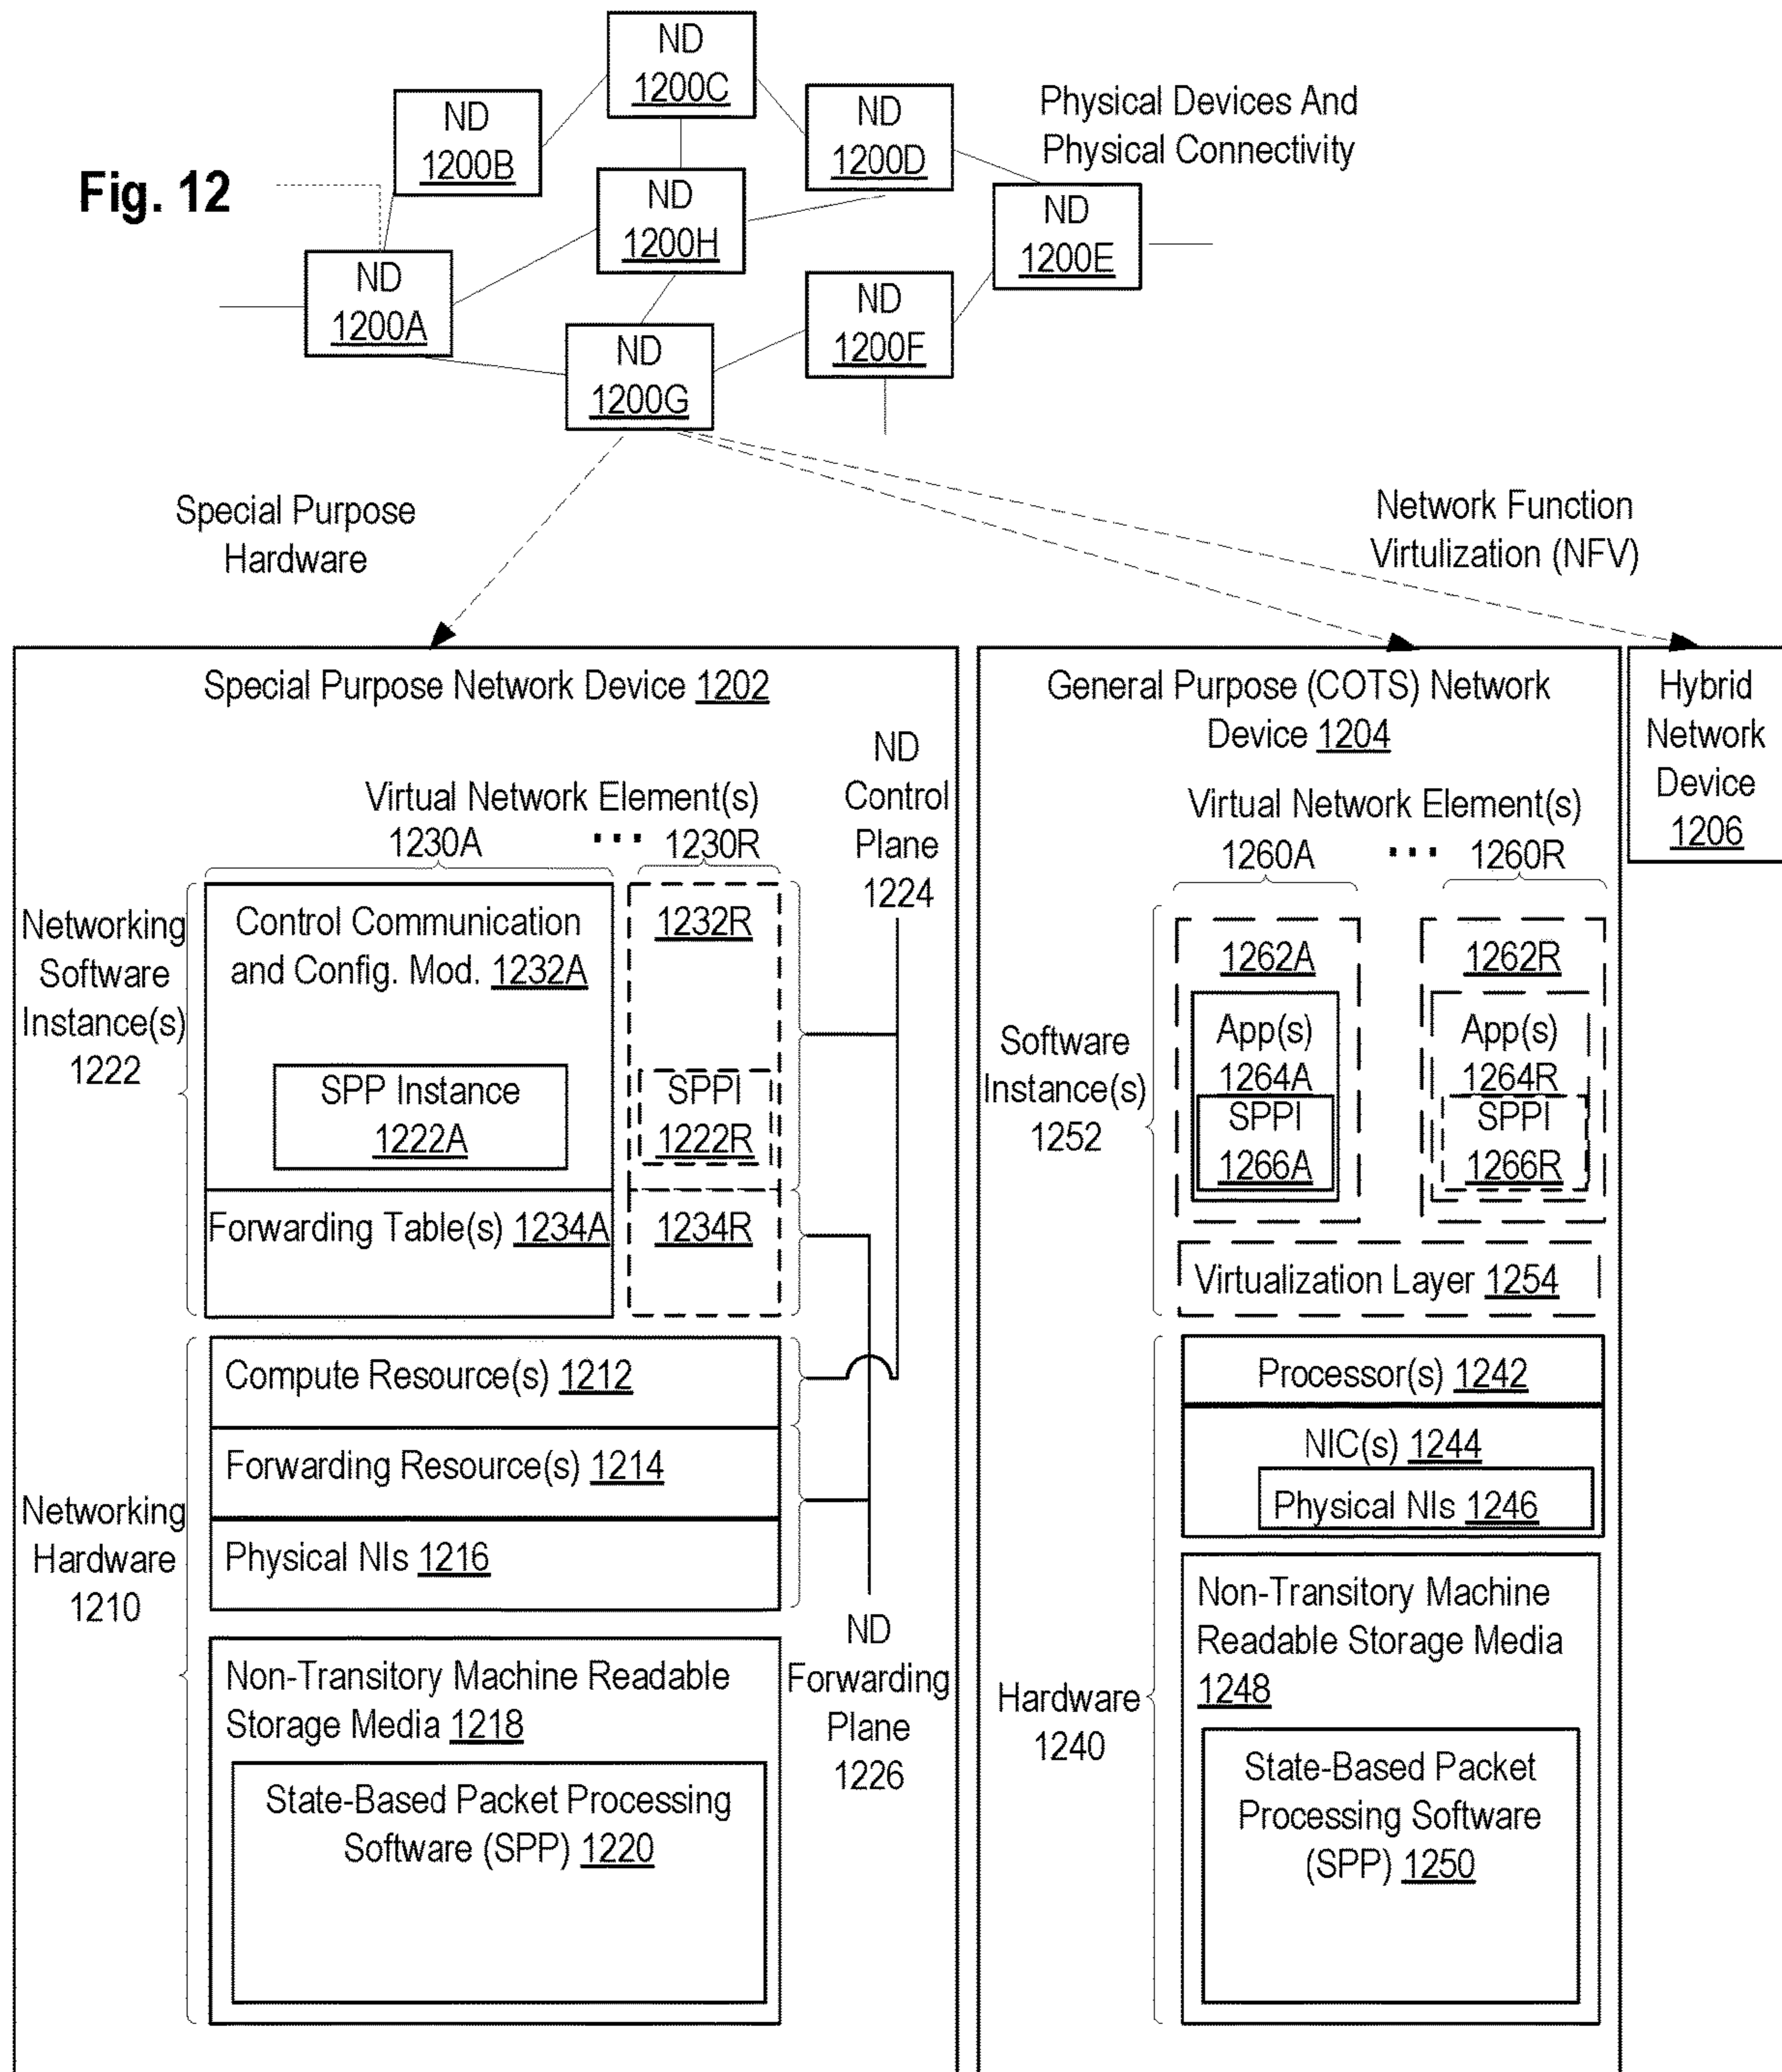 ND
1200C
ND
1200B
ND
1200D
Physical Devices And
Physical Connectivity
Fig. 12
ND
1200H
ND
1200E
ND
1200A
ND
1200F
ND
1200G
Special Purpose
Hardware
Network Function
Virtulization (NFV)
Special Purpose Network Device 1202
ND
Control
Plane
1224
Virtual Network Element(s)
1230A ... 1230R
Networking
Software
Instance(s)
1222
Control Communication
and Config. Mod. 1232A
1232R
SPP Instance
1222A
SPPI
1222R
Forwarding Table(s) 1234A
1234R
Networking
Hardware
1210
Compute Resource(s) 1212
Forwarding Resource(s) 1214
Physical NIs 1216
ND
Forwarding
Plane
1226
Non-Transitory Machine Readable
Storage Media 1218
State-Based Packet Processing
Software (SPP) 1220
General Purpose (COTS) Network
Device 1204
Virtual Network Element(s)
1260A ... 1260R
Software
Instance(s)
1252
1262A
App(s)
1264A
SPPI
1266A
1262R
App(s)
1264R
SPPI
1266R
Virtualization Layer 1254
Hardware
1240
Processor(s) 1242
NIC(s) 1244
Physical NIs 1246
Non-Transitory Machine
Readable Storage Media
1248
State-Based Packet
Processing Software
(SPP) 1250
Hybrid
Network
Device
1206